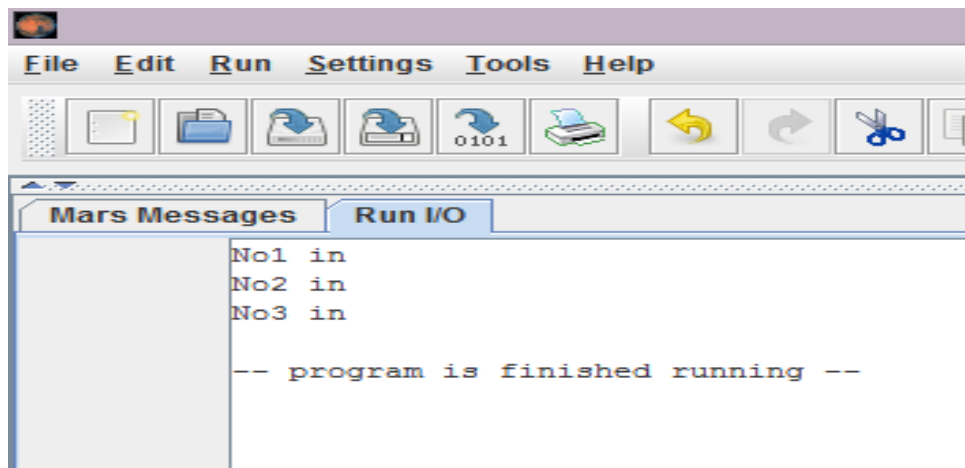 File Edit Run Settings Tools Help
0101
Mars Messages Run I/O
No1 in
No2 in
No3 in
-- program is finished running --